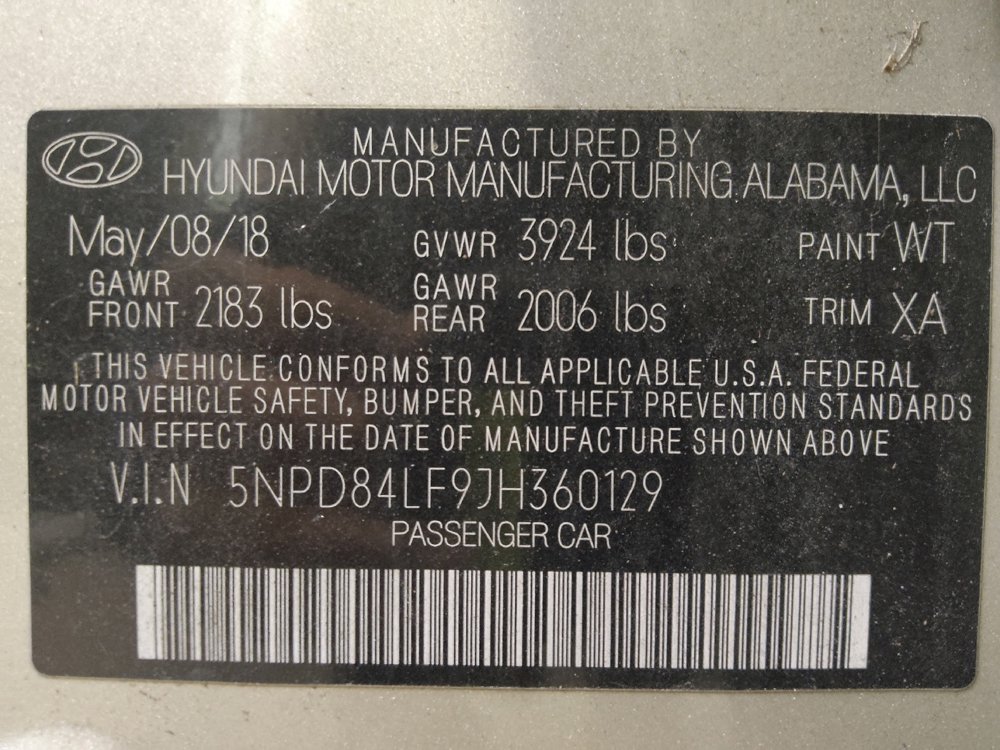 MANUFACTURED BY
HYUNDAI MOTOR MANUFACTURING ALABAMA, LLC
May/08/18 GVWR 3924 lbs PAINT WT
GAWR FRONT 2183 lbs GAWR REAR 2006 lbs TRIM XA
THIS VEHICLE CONFORMS TO ALL APPLICABLE U.S.A. FEDERAL
MOTOR VEHICLE SAFETY, BUMPER, AND THEFT PREVENTION STANDARDS
IN EFFECT ON THE DATE OF MANUFACTURE SHOWN ABOVE
V.I.N 5NPD84LF9JH360129
PASSENGER CAR